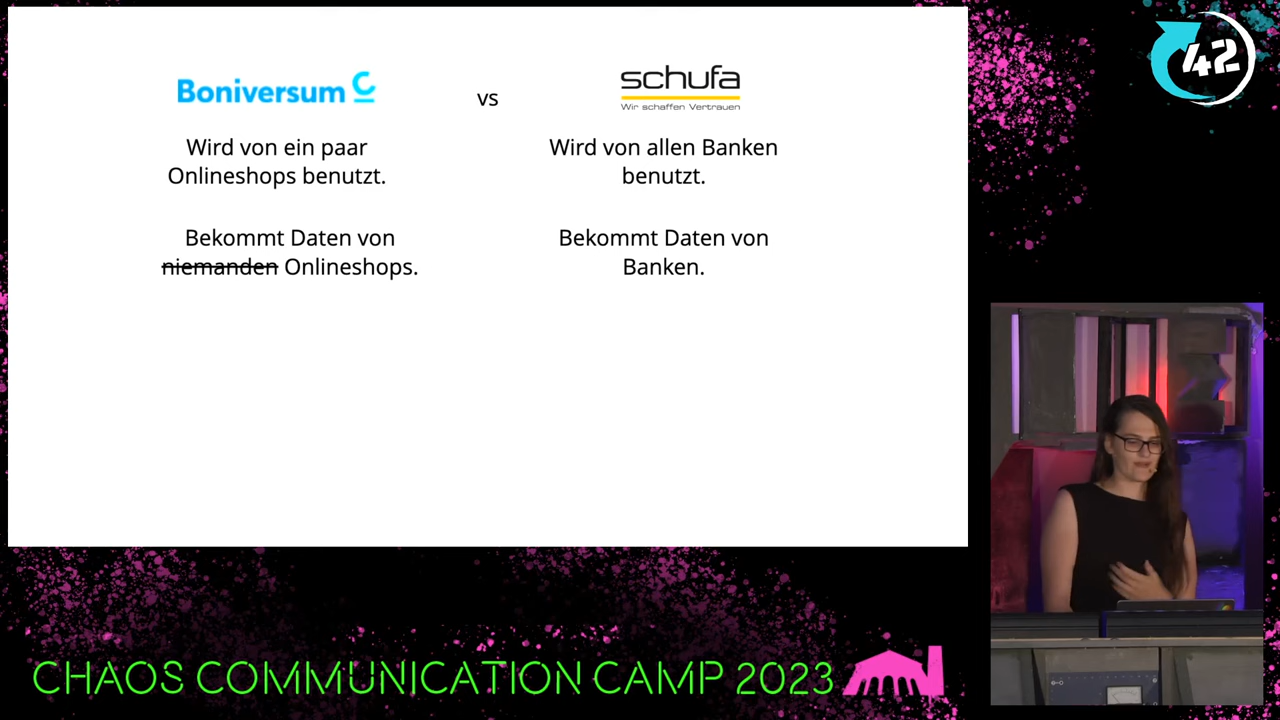 42
Boniversum
vs
schufa
Wir schaffen Vertrauen
Wird von ein paar
Onlineshops benutzt.
Wird von allen Banken
benutzt.
Bekommt Daten von
niemanden Onlineshops.
Bekommt Daten von
Banken.
CHAOS COMMUNICATION CAMP 2023